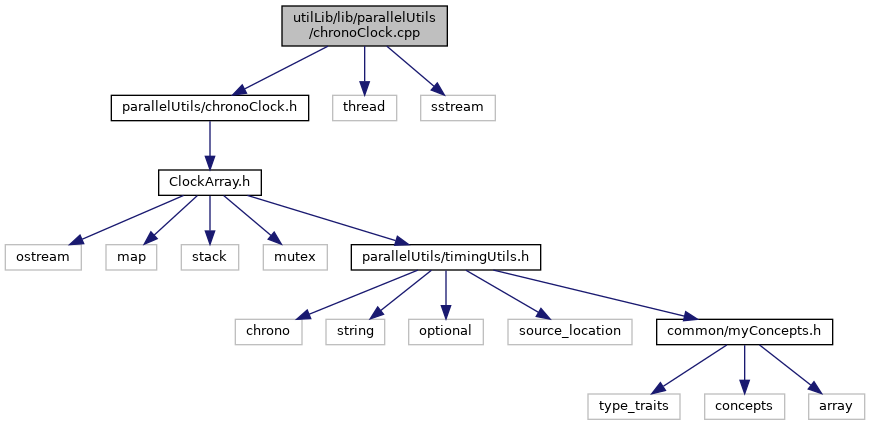 utilLib/lib/parallelUtils
/chronoClock.cpp
parallelUtils/chronoClock.h
thread
sstream
ClockArray.h
ostream
map
stack
mutex
parallelUtils/timingUtils.h
chrono
string
optional
source_location
common/myConcepts.h
type_traits
concepts
array